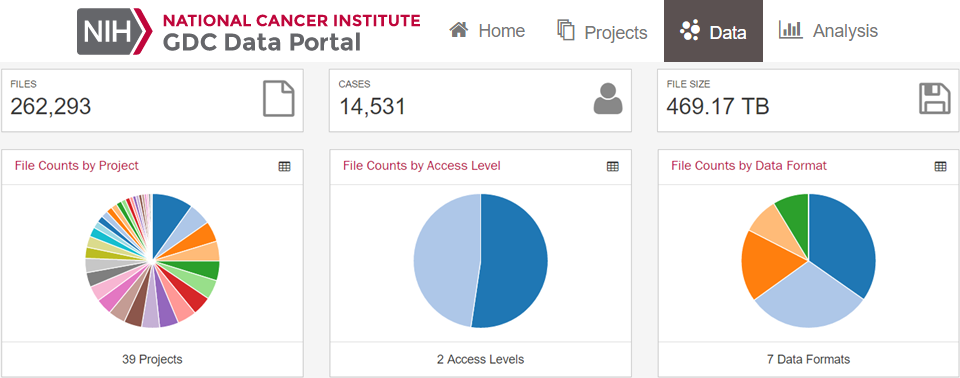 NIH
NATIONAL CANCER INSTITUTE
GDC Data Portal
Home
Projects
Data
Analysis
FILES
262,293
CASES
14,531
FILE SIZE
469.17 TB
File Counts by Project
File Counts by Access Level
File Counts by Data Format
39 Projects
2 Access Levels
7 Data Formats